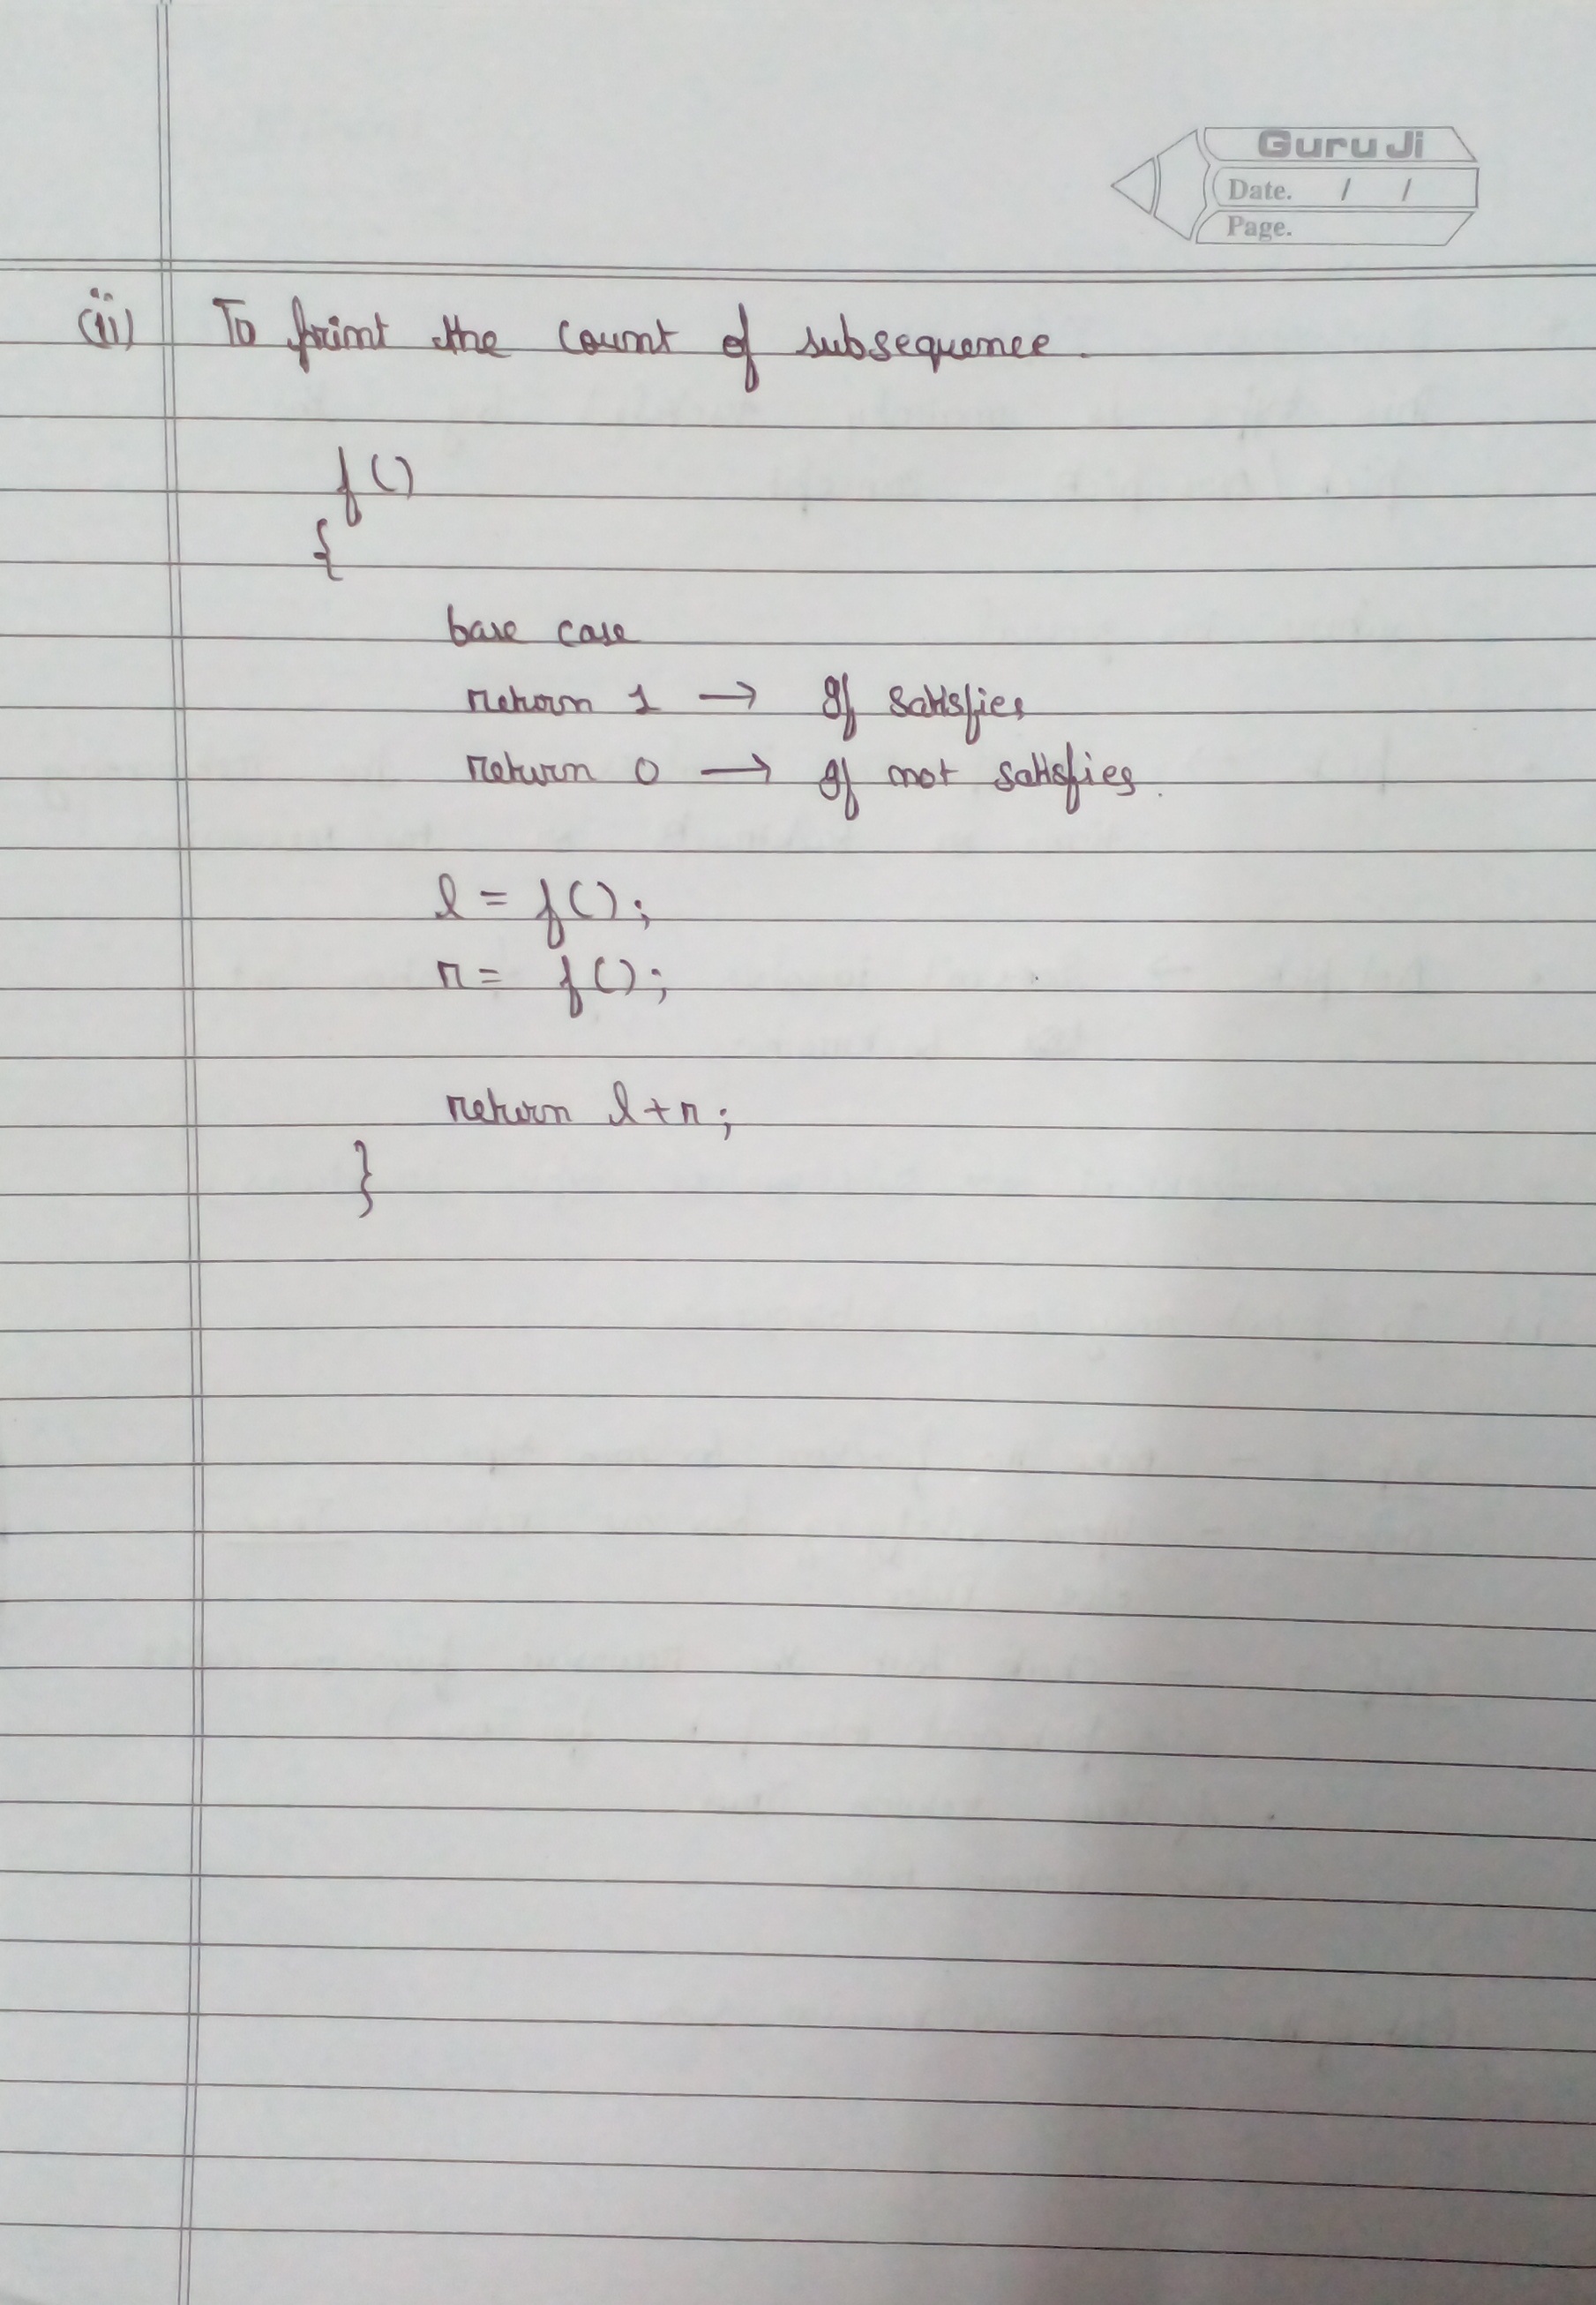 Guru Ji
Date. / /
Page.
(ii) To print the count of subsequence.
f()
{
base case
return 1 → If satisfies
return 0 → If not satisfies.
l = f();
r = f();
return l+r;
}